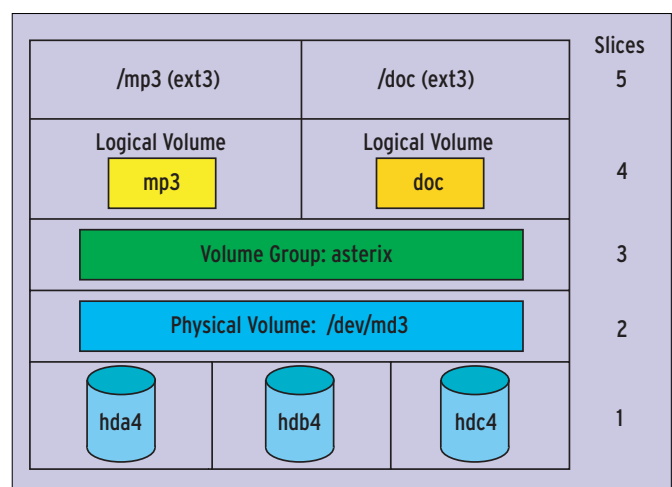 Slices
/mp3 (ext3) /doc (ext3) 5
Logical Volume Logical Volume
mp3 doc 4
Volume Group: asterix 3
Physical Volume: /dev/md3 2
hda4 hdb4 hdc4 1